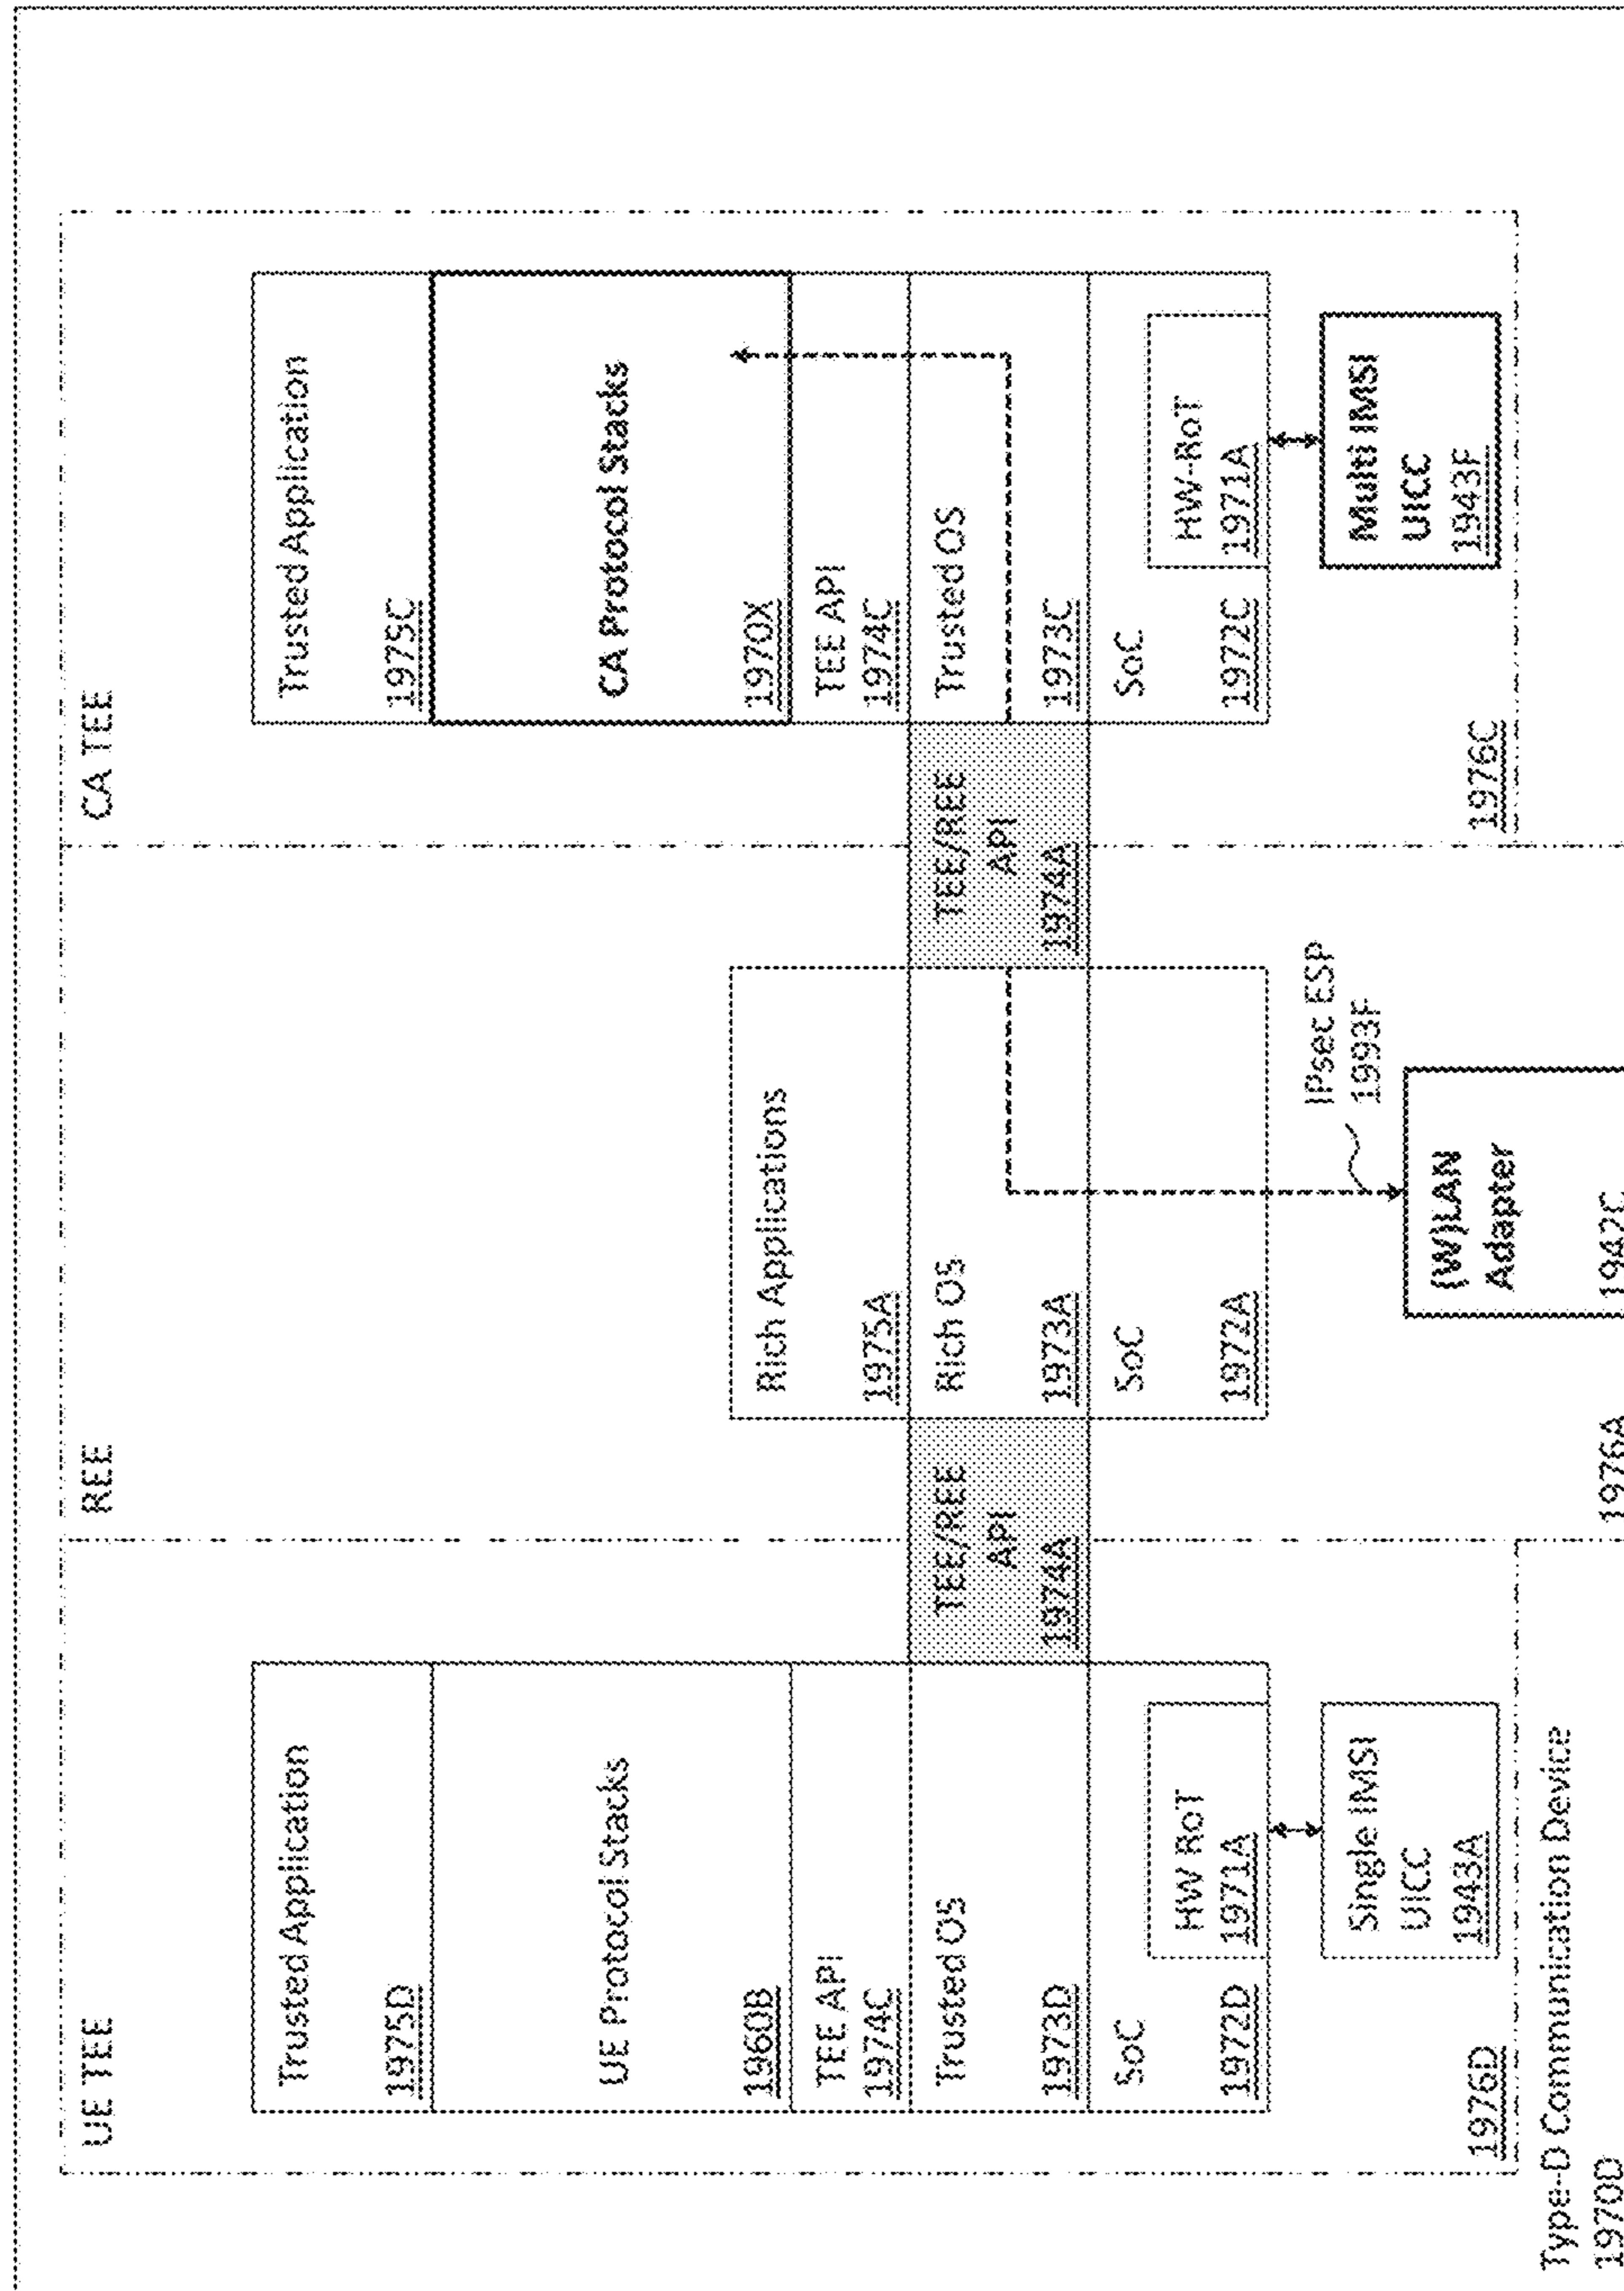 UE TEE
Trusted Application
1975D
UE Protocol Stacks
1960B
TEE API
1974C
Trusted OS
1973D
SoC
1972D
HW RoT
1971A
Single IMSI
UICC
1943A
1976D
Type-D Communication Device
1970D
TEE/REE
API
1974A
REE
Rich Applications
1975A
Rich OS
1973A
SoC
1972A
IPsec ESP
1993F
(W)LAN
Adapter
1942C
1976A
TEE/REE
API
1974A
CA TEE
Trusted Application
1975C
CA Protocol Stacks
1970X
TEE API
1974C
Trusted OS
1973C
SoC
1972C
HW-RoT
1971A
Multi IMSI
UICC
1943F
1976C